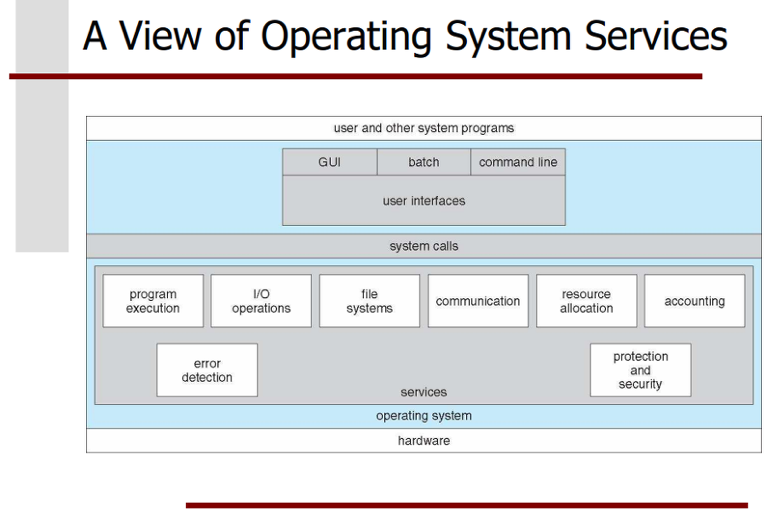 A View of Operating System Services
user and other system programs
GUI
batch
command line
user interfaces
system calls
program
execution
I/O
operations
file
systems
communication
resource
allocation
accounting
error
detection
protection
and
security
services
operating system
hardware